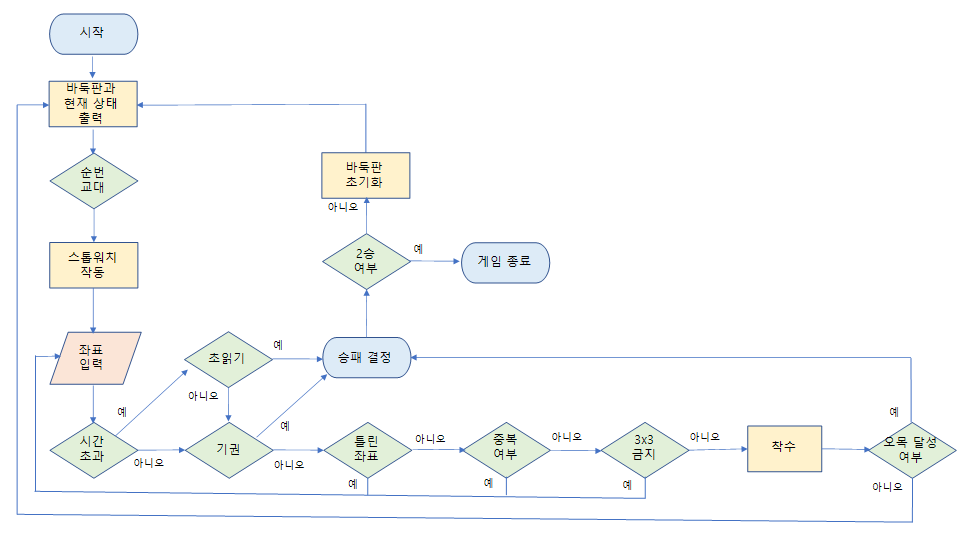 시작
바둑판과
현재 상태
출력
순번
교대
스톱워치
작동
좌표
입력
시간
초과
예
아니오
초읽기
예
아니오
기권
예
아니오
승패 결정
2승
여부
예
아니오
게임 종료
바둑판
초기화
틀린
좌표
아니오
예
중복
여부
아니오
예
3x3
금지
아니오
예
착수
오목 달성
여부
예
아니오